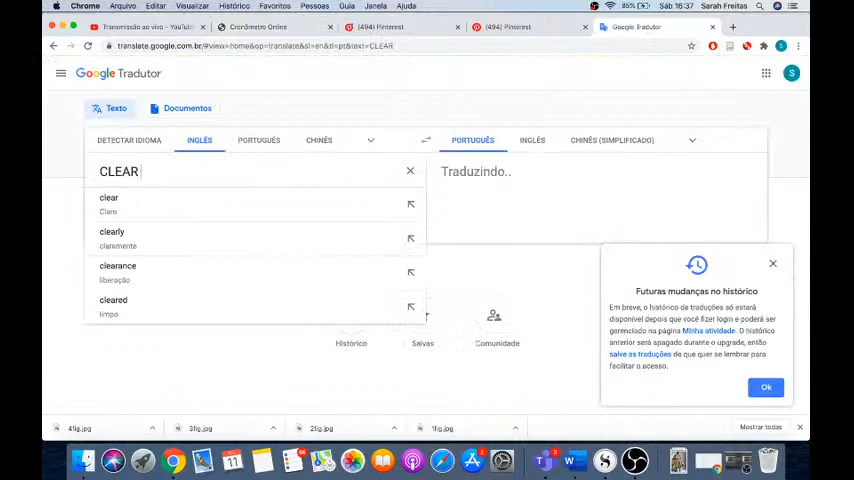 Chrome Arquivo Editar Visualizar Histórico Favoritos Pessoas Guia Janela Ajuda 86% Sáb 16:37 Sarah Freitas
Transmissão ao vivo - YouTube
Cronômetro Online
(494) Pinterest
(494) Pinterest
Google Tradutor
translate.google.com.br/#view=home&op=translate&sl=en&tl=pt&text=CLEAR
S
Google Tradutor
S
Texto Documentos
DETECTAR IDIOMA INGLÊS PORTUGUÊS CHINÊS PORTUGUÊS INGLÊS CHINÊS (SIMPLIFICADO)
CLEAR
Traduzindo..
clear
Claro
clearly
claramente
clearance
liberação
cleared
limpo
Histórico Salvas Comunidade
Futuras mudanças no histórico
Em breve, o histórico de traduções só estará
disponível depois que você fizer login e poderá ser
gerenciado na página Minha atividade. O histórico
anterior será apagado durante o upgrade, então
salve as traduções de que quer se lembrar para
facilitar o acesso.
Ok
4fig.jpg 3fig.jpg 2fig.jpg 1fig.jpg Mostrar todas
11